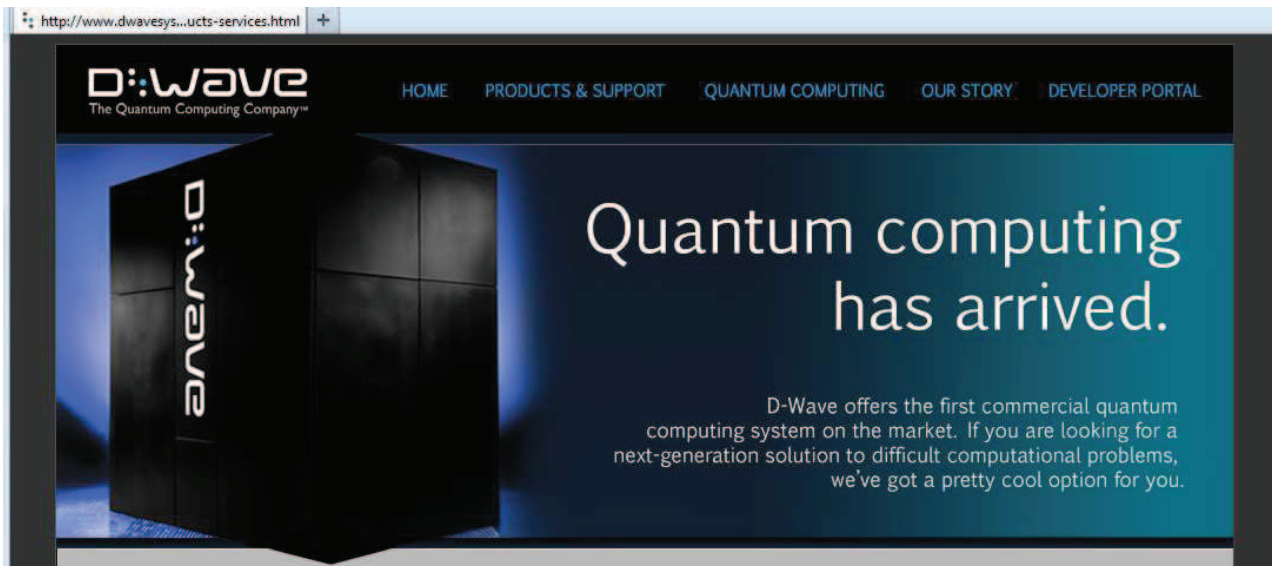 http://www.dwavesys...ucts-services.html +
D:Wave
The Quantum Computing Company™
HOME PRODUCTS & SUPPORT QUANTUM COMPUTING OUR STORY DEVELOPER PORTAL
D:Wave
Quantum computing
has arrived.
D-Wave offers the first commercial quantum
computing system on the market. If you are looking for a
next-generation solution to difficult computational problems,
we've got a pretty cool option for you.